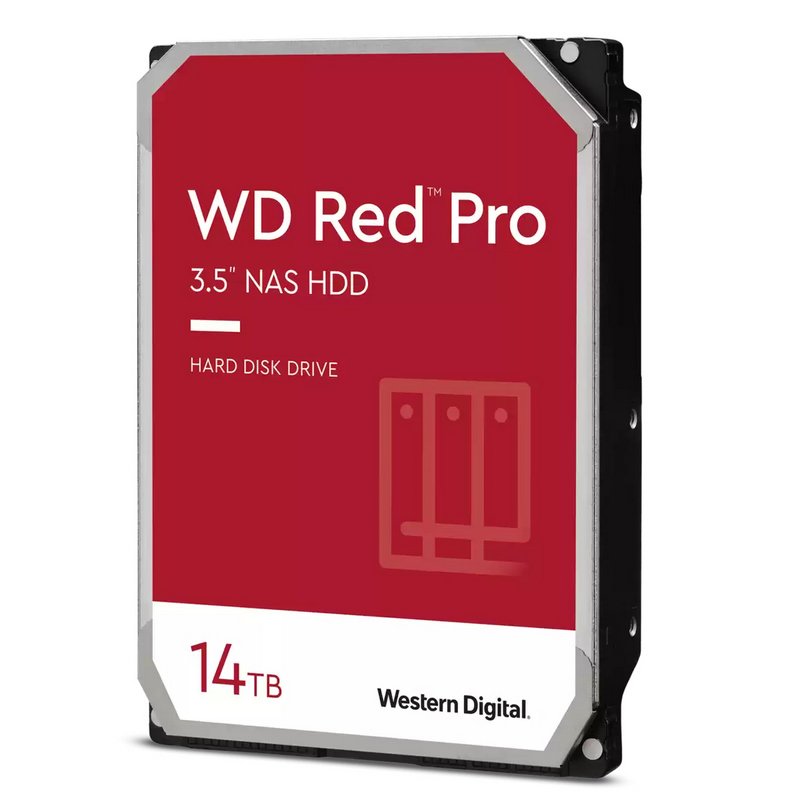 WD Red™ Pro
3.5" NAS HDD
HARD DISK DRIVE
14TB
Western Digital.